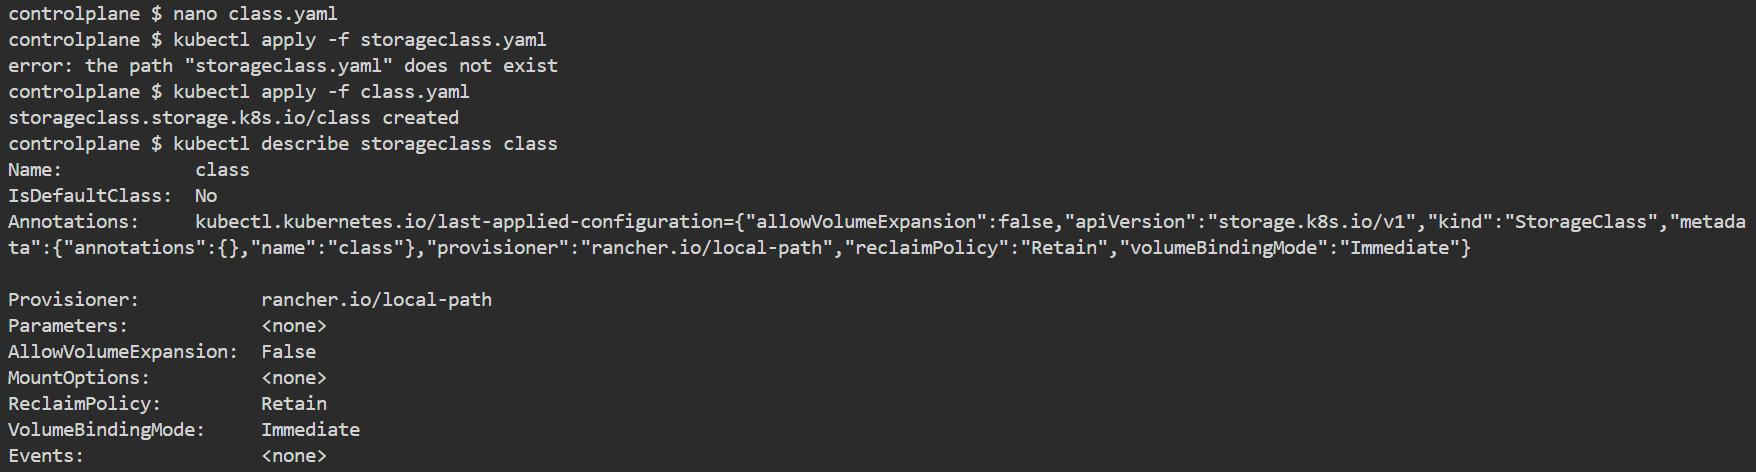 controlplane $ nano class.yaml
controlplane $ kubectl apply -f storageclass.yaml
error: the path "storageclass.yaml" does not exist
controlplane $ kubectl apply -f class.yaml
storageclass.storage.k8s.io/class created
controlplane $ kubectl describe storageclass class
Name:            class
IsDefaultClass:  No
Annotations:     kubectl.kubernetes.io/last-applied-configuration={"allowVolumeExpansion":false,"apiVersion":"storage.k8s.io/v1","kind":"StorageClass","metada
ta":{"annotations":{},"name":"class"},"provisioner":"rancher.io/local-path","reclaimPolicy":"Retain","volumeBindingMode":"Immediate"}
Provisioner:           rancher.io/local-path
Parameters:            <none>
AllowVolumeExpansion:  False
MountOptions:          <none>
ReclaimPolicy:         Retain
VolumeBindingMode:     Immediate
Events:                <none>